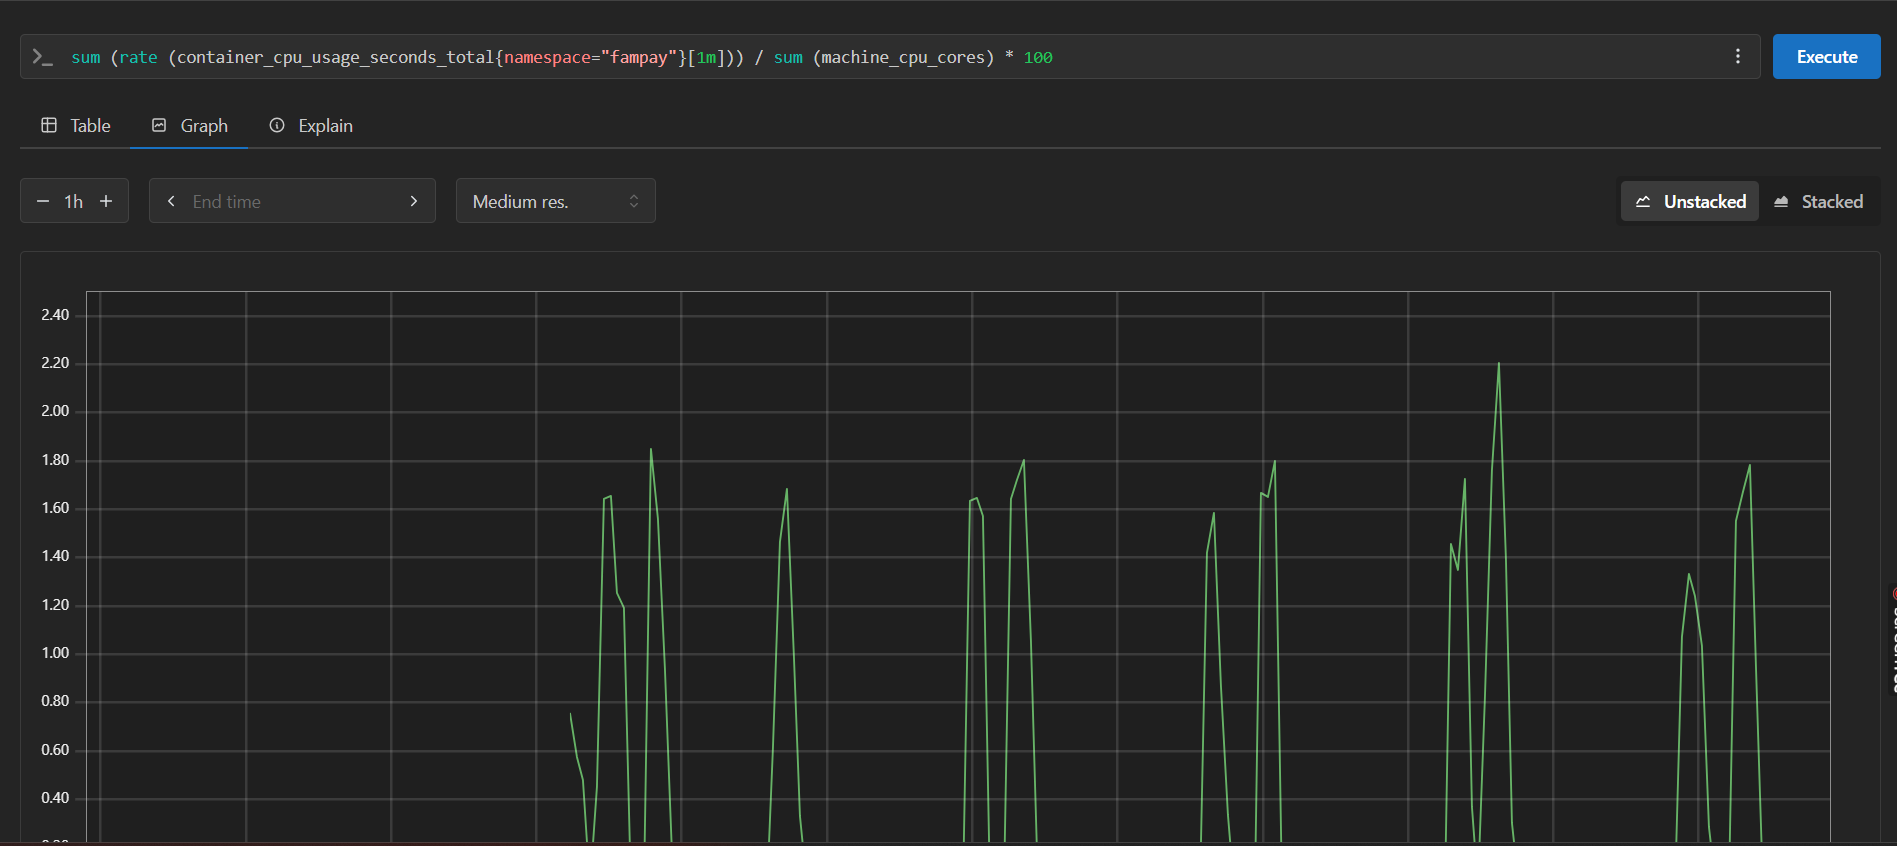 sum (rate (container_cpu_usage_seconds_total{namespace="fampay"}[1m])) / sum (machine_cpu_cores) * 100
Execute
Table Graph Explain
1h End time Medium res. Unstacked Stacked
2.40
2.20
2.00
1.80
1.60
1.40
1.20
1.00
0.80
0.60
0.40